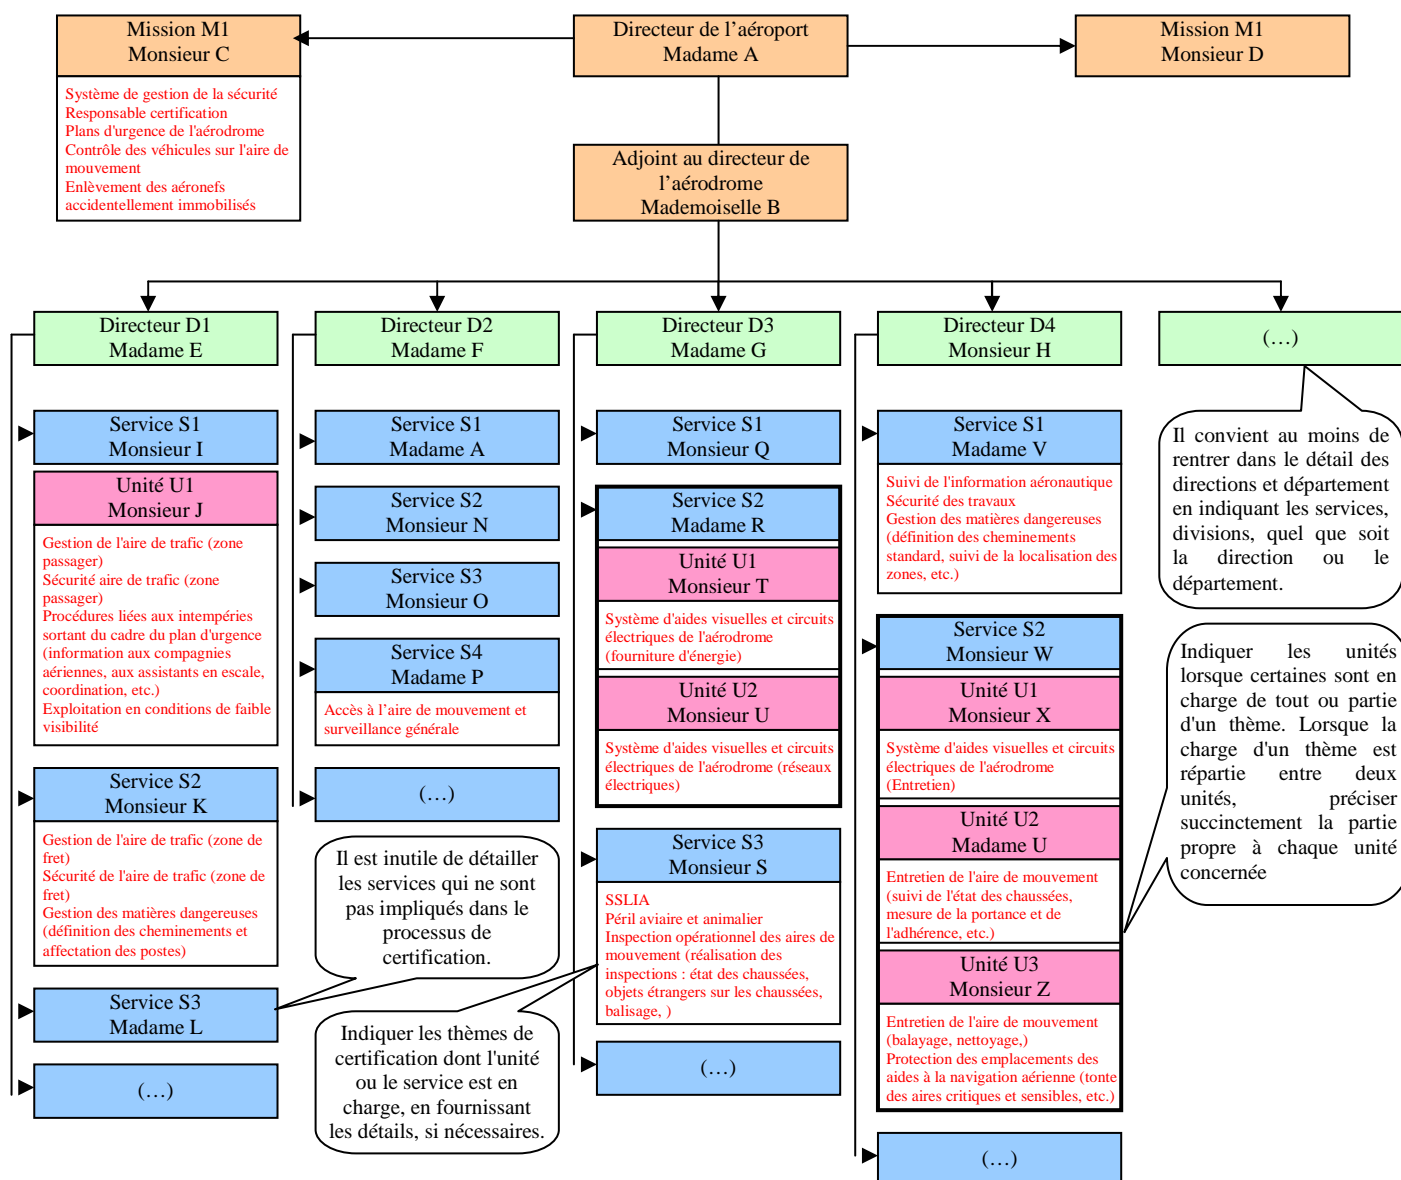 Mission M1
Monsieur C
Système de gestion de la sécurité
Responsable certification
Plans d'urgence de l'aérodrome
Contrôle des véhicules sur l'aire de
mouvement
Enlèvement des aéronefs
accidentellement immobilisés
Directeur de l’aéroport
Madame A
Mission M1
Monsieur D
Adjoint au directeur de
l’aérodrome
Mademoiselle B
Directeur D1
Madame E
Service S1
Monsieur I
Unité U1
Monsieur J
Gestion de l'aire de trafic (zone
passager)
Sécurité aire de trafic (zone
passager)
Procédures liées aux intempéries
sortant du cadre du plan d'urgence
(information aux compagnies
aériennes, aux assistants en escale,
coordination, etc.)
Exploitation en conditions de faible
visibilité
Service S2
Monsieur K
Gestion de l'aire de trafic (zone de
fret)
Sécurité de l'aire de trafic (zone de
fret)
Gestion des matières dangereuses
(définition des cheminements et
affectation des postes)
Service S3
Madame L
(…)
Directeur D2
Madame F
Service S1
Madame A
Service S2
Monsieur N
Service S3
Monsieur O
Service S4
Madame P
Accès à l’aire de mouvement et
surveillance générale
(…)
Il est inutile de détailler
les services qui ne sont
pas impliqués dans le
processus de
certification.
Indiquer les thèmes de
certification dont l'unité
ou le service est en
charge, en fournissant
les détails, si nécessaires.
Directeur D3
Madame G
Service S1
Monsieur Q
Service S2
Madame R
Unité U1
Monsieur T
Système d'aides visuelles et circuits
électriques de l'aérodrome
(fourniture d'énergie)
Unité U2
Monsieur U
Système d'aides visuelles et circuits
électriques de l'aérodrome (réseaux
électriques)
Service S3
Monsieur S
SSLIA
Péril aviaire et animalier
Inspection opérationnel des aires de
mouvement (réalisation des
inspections : état des chaussées,
objets étrangers sur les chaussées,
balisage, )
(…)
Directeur D4
Monsieur H
Service S1
Madame V
Suivi de l'information aéronautique
Sécurité des travaux
Gestion des matières dangereuses
(définition des cheminements
standard, suivi de la localisation des
zones, etc.)
Service S2
Monsieur W
Unité U1
Monsieur X
Système d'aides visuelles et circuits
électriques de l'aérodrome
(Entretien)
Unité U2
Madame U
Entretien de l'aire de mouvement
(suivi de l'état des chaussées,
mesure de la portance et de
l'adhérence, etc.)
Unité U3
Monsieur Z
Entretien de l'aire de mouvement
(balayage, nettoyage,)
Protection des emplacements des
aides à la navigation aérienne (tonte
des aires critiques et sensibles, etc.)
(…)
(…)
Il convient au moins de
rentrer dans le détail des
directions et département
en indiquant les services,
divisions, quel que soit
la direction ou le
département.
Indiquer les unités
lorsque certaines sont en
charge de tout ou partie
d'un thème. Lorsque la
charge d'un thème est
répartie entre deux
unités, préciser
succinctement la partie
propre à chaque unité
concernée